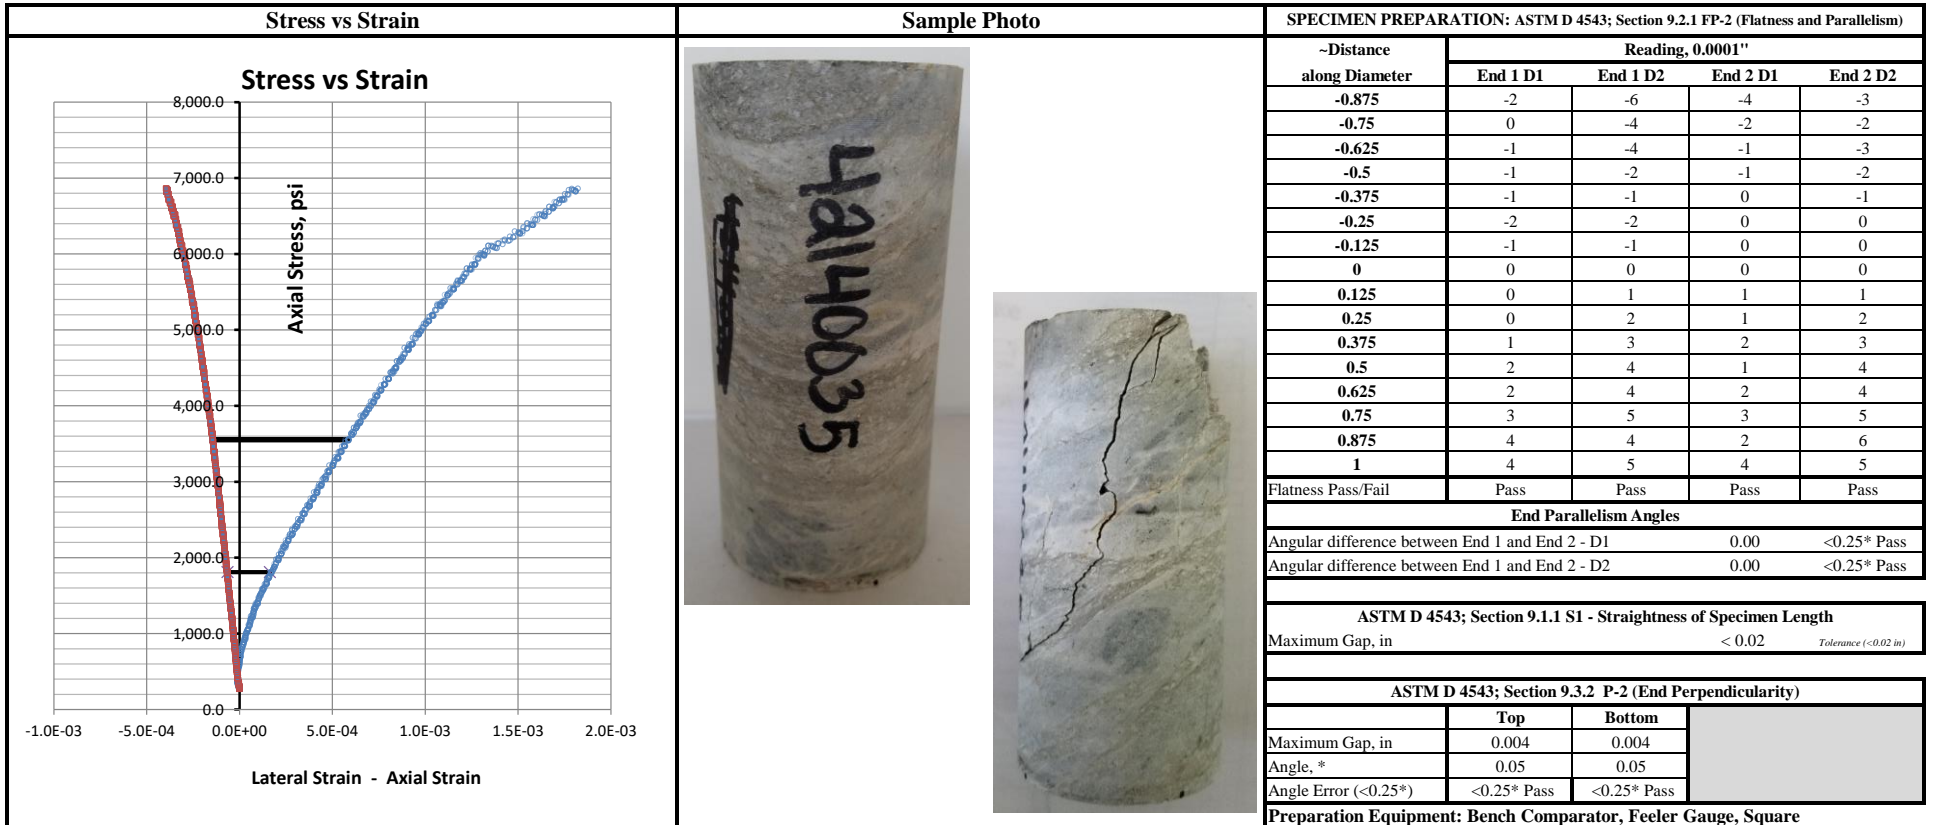 Stress vs Strain
Sample Photo
SPECIMEN PREPARATION: ASTM D 4543; Section 9.2.1 FP-2 (Flatness and Parallelism)
Stress vs Strain
8,000.0
7,000.0
6,000.0
5,000.0
4,000.0
3,000.0
2,000.0
1,000.0
0.0
Axial Stress, psi
-1.0E-03 -5.0E-04 0.0E+00 5.0E-04 1.0E-03 1.5E-03 2.0E-03
Lateral Strain - Axial Strain
42140035
~Distance Reading, 0.0001"
along Diameter End 1 D1 End 1 D2 End 2 D1 End 2 D2
-0.875 -2 -6 -4 -3
-0.75 0 -4 -2 -2
-0.625 -1 -4 -1 -3
-0.5 -1 -2 -1 -2
-0.375 -1 -1 0 -1
-0.25 -2 -2 0 0
-0.125 -1 -1 0 0
0 0 0 0 0
0.125 0 1 1 1
0.25 0 2 1 2
0.375 1 3 2 3
0.5 2 4 1 4
0.625 2 4 2 4
0.75 3 5 3 5
0.875 4 4 2 6
1 4 5 4 5
Flatness Pass/Fail Pass Pass Pass Pass
End Parallelism Angles
Angular difference between End 1 and End 2 - D1 0.00 <0.25* Pass
Angular difference between End 1 and End 2 - D2 0.00 <0.25* Pass
ASTM D 4543; Section 9.1.1 S1 - Straightness of Specimen Length
Maximum Gap, in < 0.02 Tolerance (<0.02 in)
ASTM D 4543; Section 9.3.2 P-2 (End Perpendicularity)
Top Bottom
Maximum Gap, in 0.004 0.004
Angle, * 0.05 0.05
Angle Error (<0.25*) <0.25* Pass <0.25* Pass
Preparation Equipment: Bench Comparator, Feeler Gauge, Square